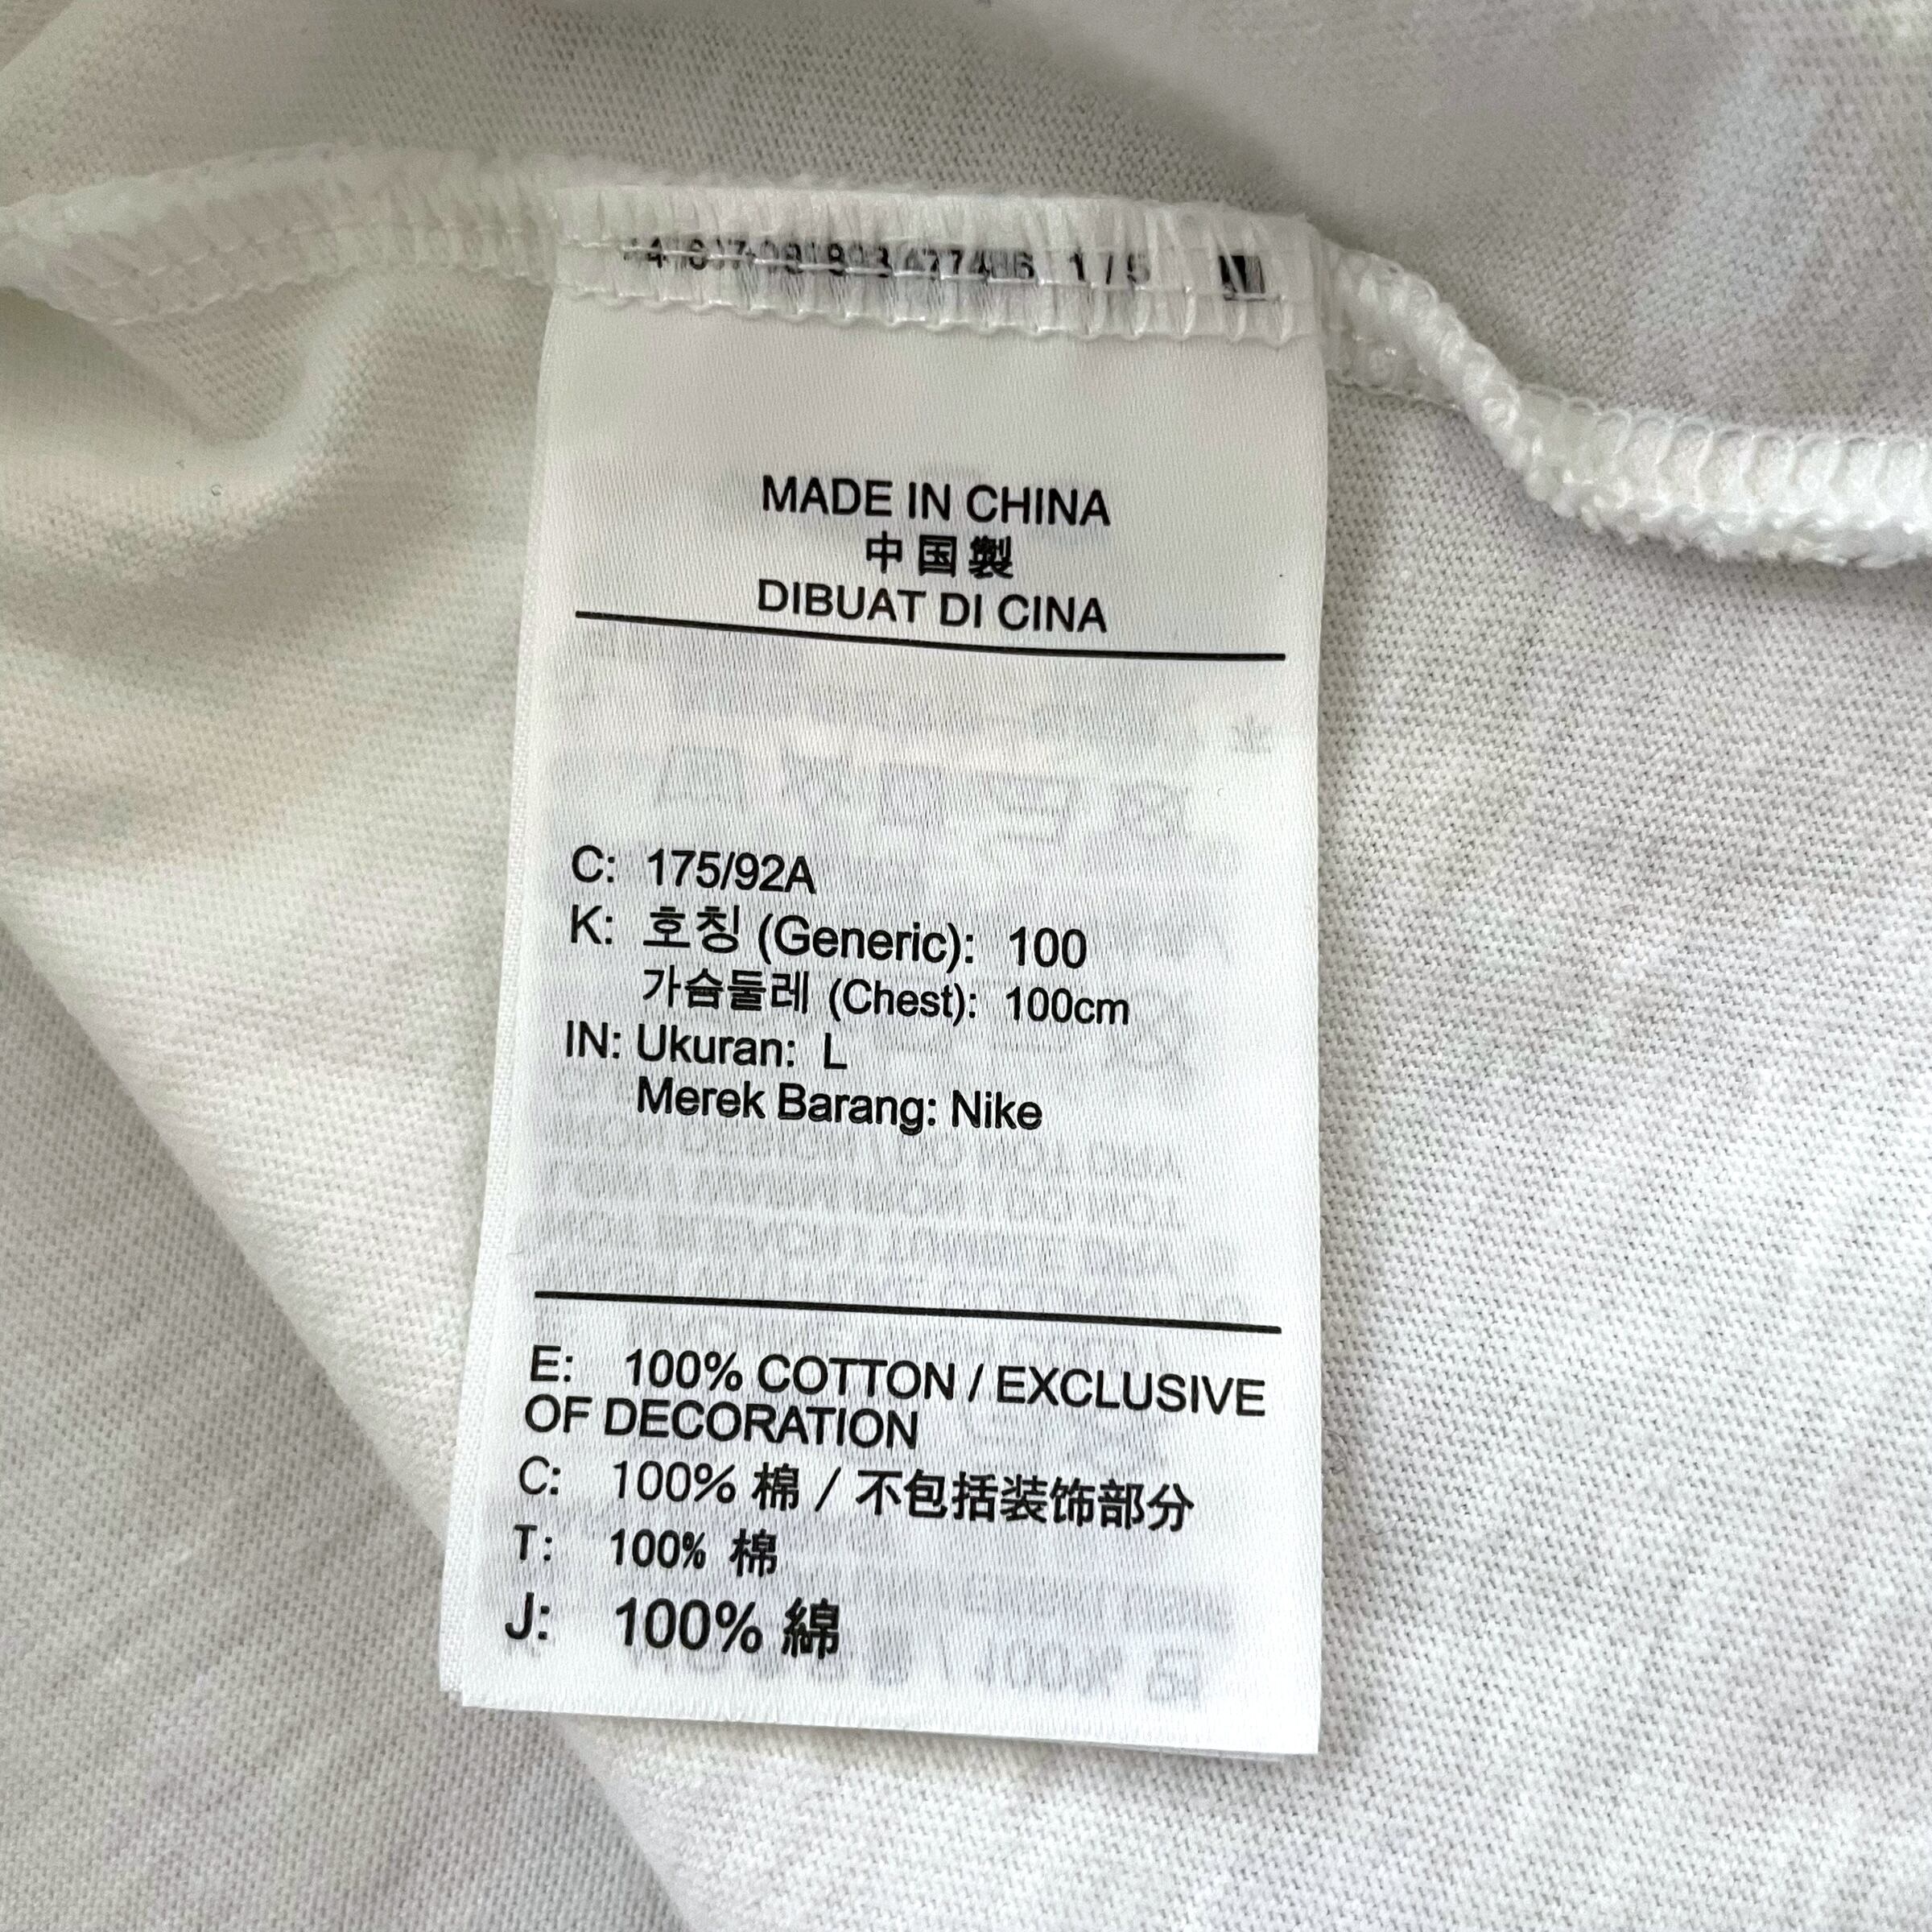 MADE IN CHINA
中国製
DIBUAT DI CINA
C: 175/92A
K: 호칭 (Generic): 100
가슴둘레 (Chest): 100cm
IN: Ukuran: L
Merek Barang: Nike
E: 100% COTTON / EXCLUSIVE
OF DECORATION
C: 100% 棉 / 不包括装饰部分
T: 100% 棉
J: 100% 綿